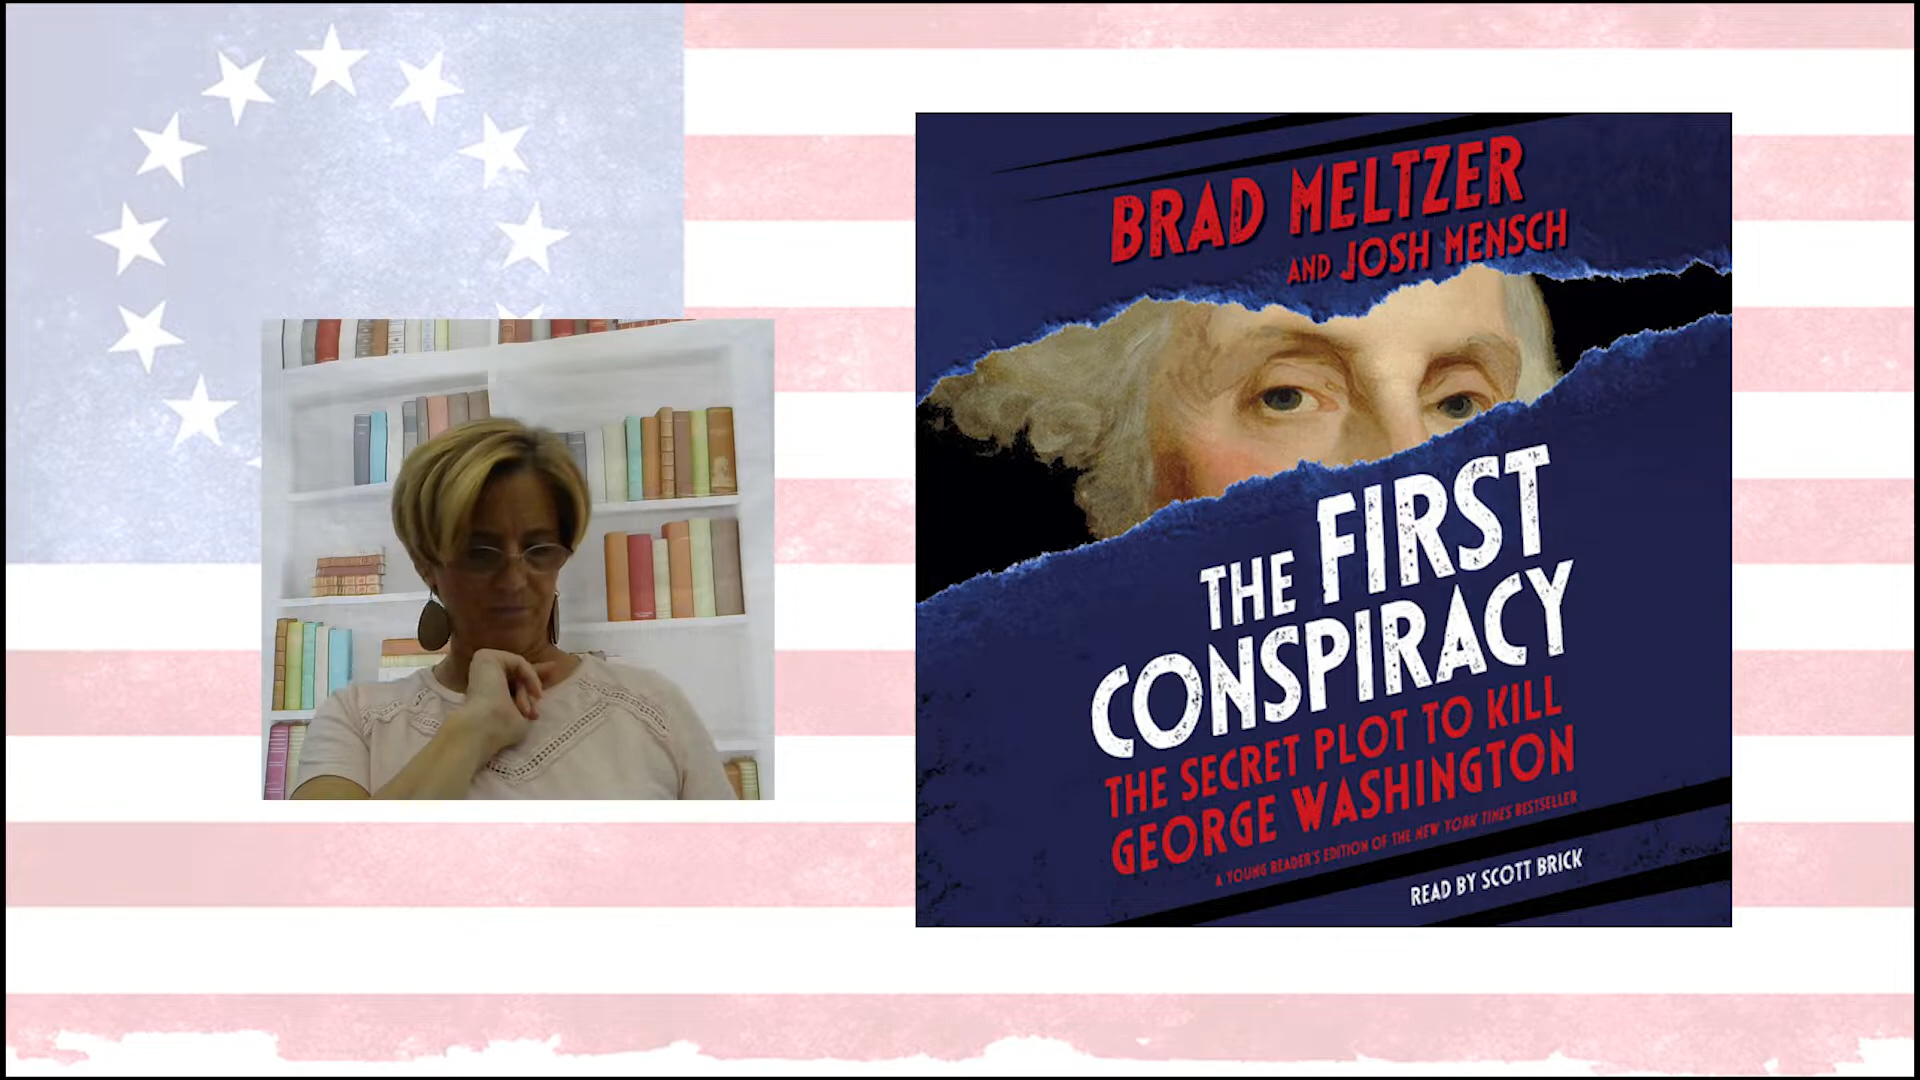 BRAD MELTZER
AND JOSH MENSCH
THE FIRST
CONSPIRACY
THE SECRET PLOT TO KILL
GEORGE WASHINGTON
A YOUNG READER'S EDITION OF THE NEW YORK TIMES BESTSELLER
READ BY SCOTT BRICK